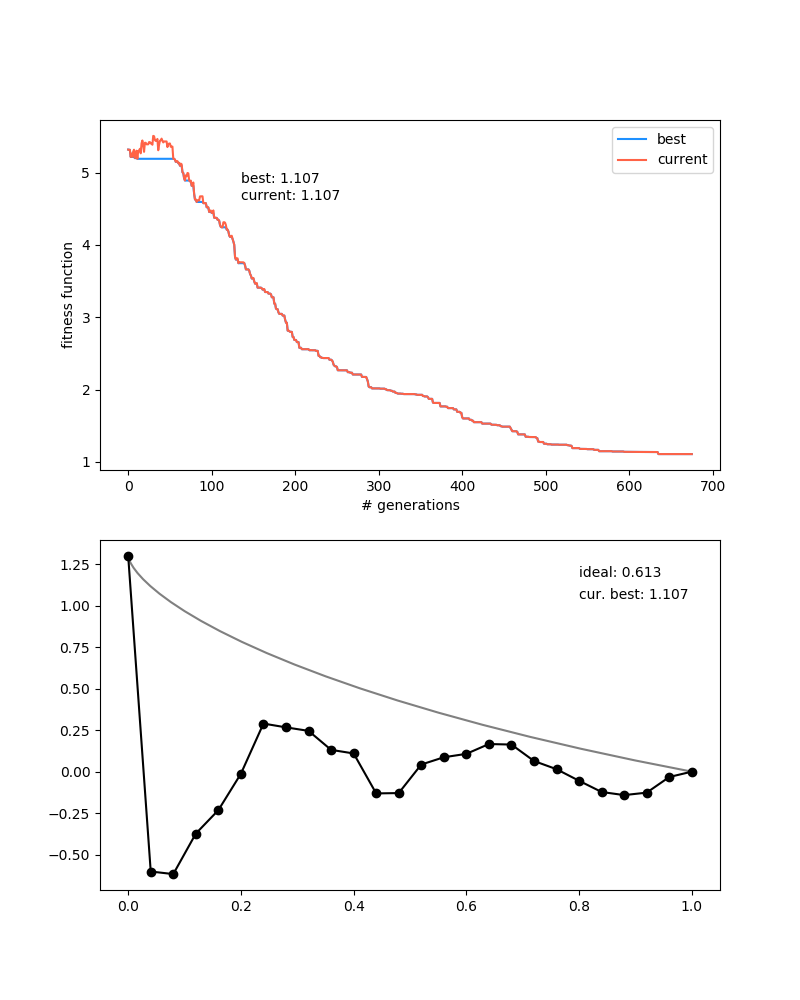 best
current
best: 1.107
current: 1.107
5
4
3
2
1
fitness function
0 100 200 300 400 500 600 700
# generations
ideal: 0.613
cur. best: 1.107
1.25
1.00
0.75
0.50
0.25
0.00
−0.25
−0.50
0.0 0.2 0.4 0.6 0.8 1.0